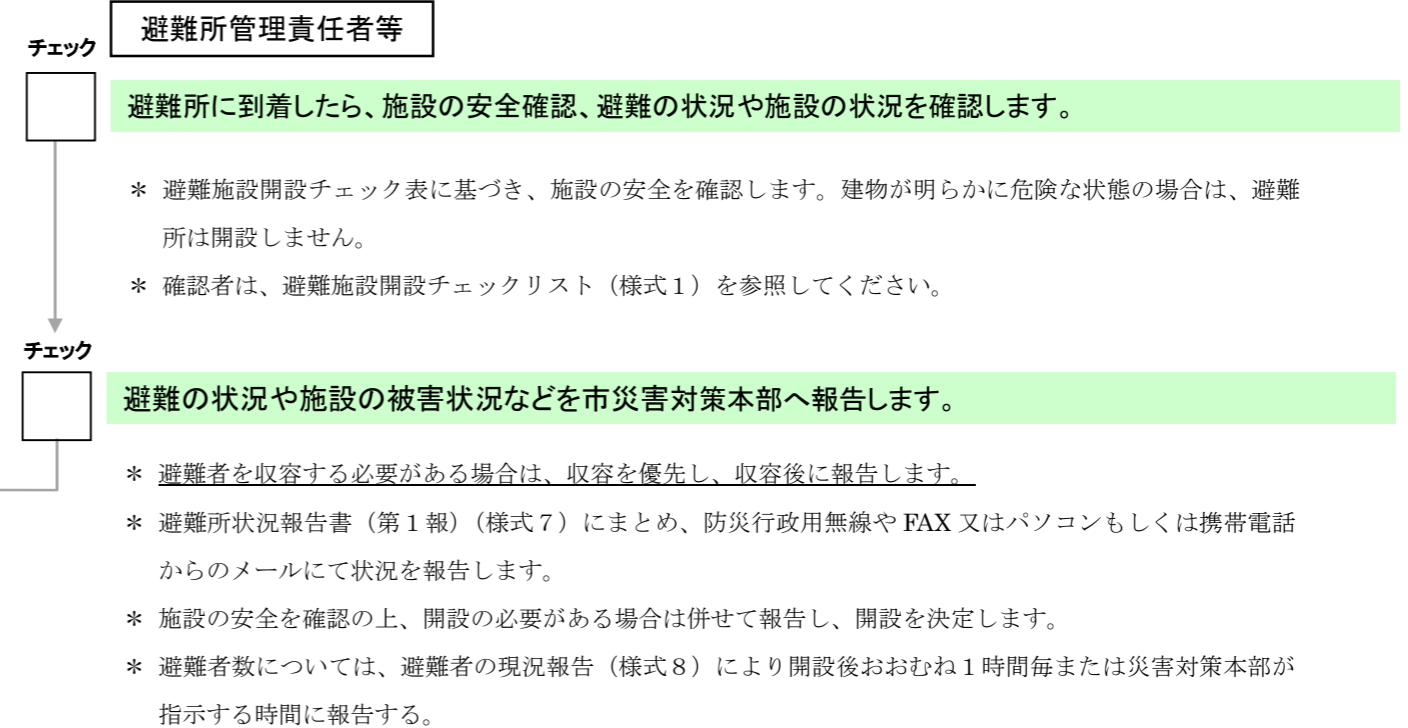 避難所管理責任者等
チェック
避難所に到着したら、施設の安全確認、避難の状況や施設の状況を確認します。
＊ 避難施設開設チェック表に基づき、施設の安全を確認します。建物が明らかに危険な状態の場合は、避難
所は開設しません。
＊ 確認者は、避難施設開設チェックリスト（様式１）を参照してください。
チェック
避難の状況や施設の被害状況などを市災害対策本部へ報告します。
＊ 避難者を収容する必要がある場合は、収容を優先し、収容後に報告します。
＊ 避難所状況報告書（第１報）（様式７）にまとめ、防災行政用無線や FAX 又はパソコンもしくは携帯電話
からのメールにて状況を報告します。
＊ 施設の安全を確認の上、開設の必要がある場合は併せて報告し、開設を決定します。
＊ 避難者数については、避難者の現況報告（様式８）により開設後おおむね１時間毎または災害対策本部が
指示する時間に報告する。